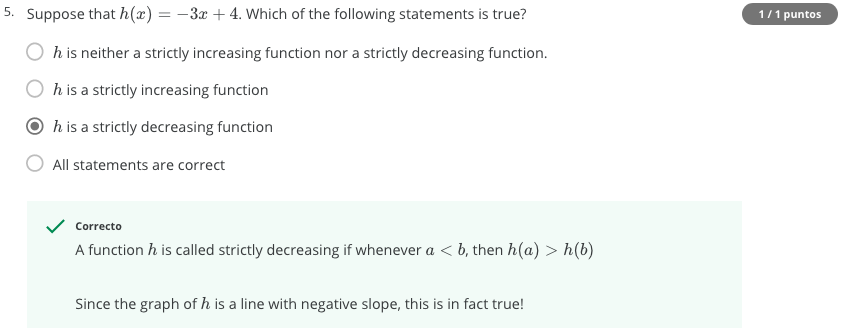 5. Suppose that h(x) = −3x + 4. Which of the following statements is true?
1 / 1 puntos
h is neither a strictly increasing function nor a strictly decreasing function.
h is a strictly increasing function
h is a strictly decreasing function
All statements are correct
Correcto
A function h is called strictly decreasing if whenever a < b, then h(a) > h(b)
Since the graph of h is a line with negative slope, this is in fact true!